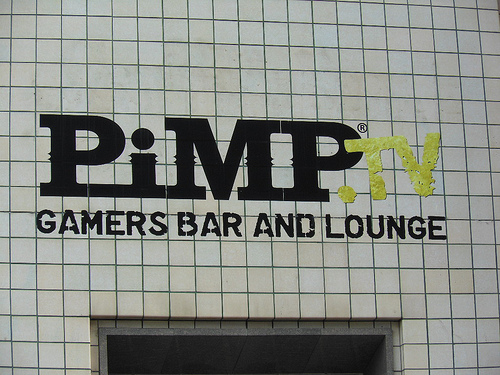 PiMP.TV®
GAMERS BAR AND LOUNGE